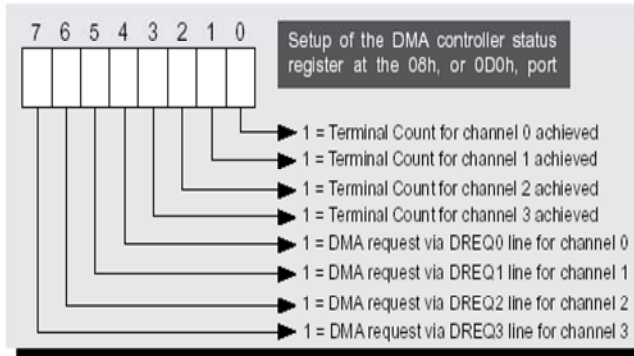 7 6 5 4 3 2 1 0
Setup of the DMA controller status
register at the 08h, or 0D0h, port
1 = Terminal Count for channel 0 achieved
1 = Terminal Count for channel 1 achieved
1 = Terminal Count for channel 2 achieved
1 = Terminal Count for channel 3 achieved
1 = DMA request via DREQ0 line for channel 0
1 = DMA request via DREQ1 line for channel 1
1 = DMA request via DREQ2 line for channel 2
1 = DMA request via DREQ3 line for channel 3